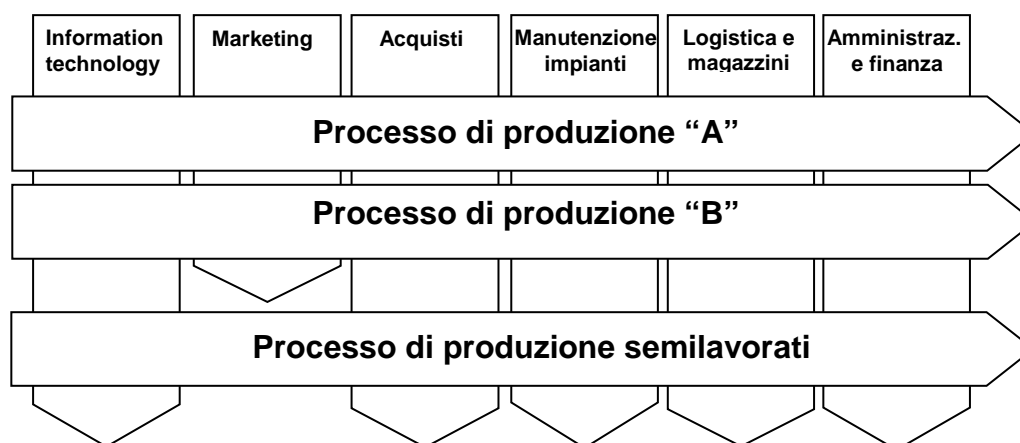 Information
technology
Marketing
Acquisti
Manutenzione
impianti
Logistica e
magazzini
Amministraz.
e finanza
Processo di produzione “A”
Processo di produzione “B”
Processo di produzione semilavorati